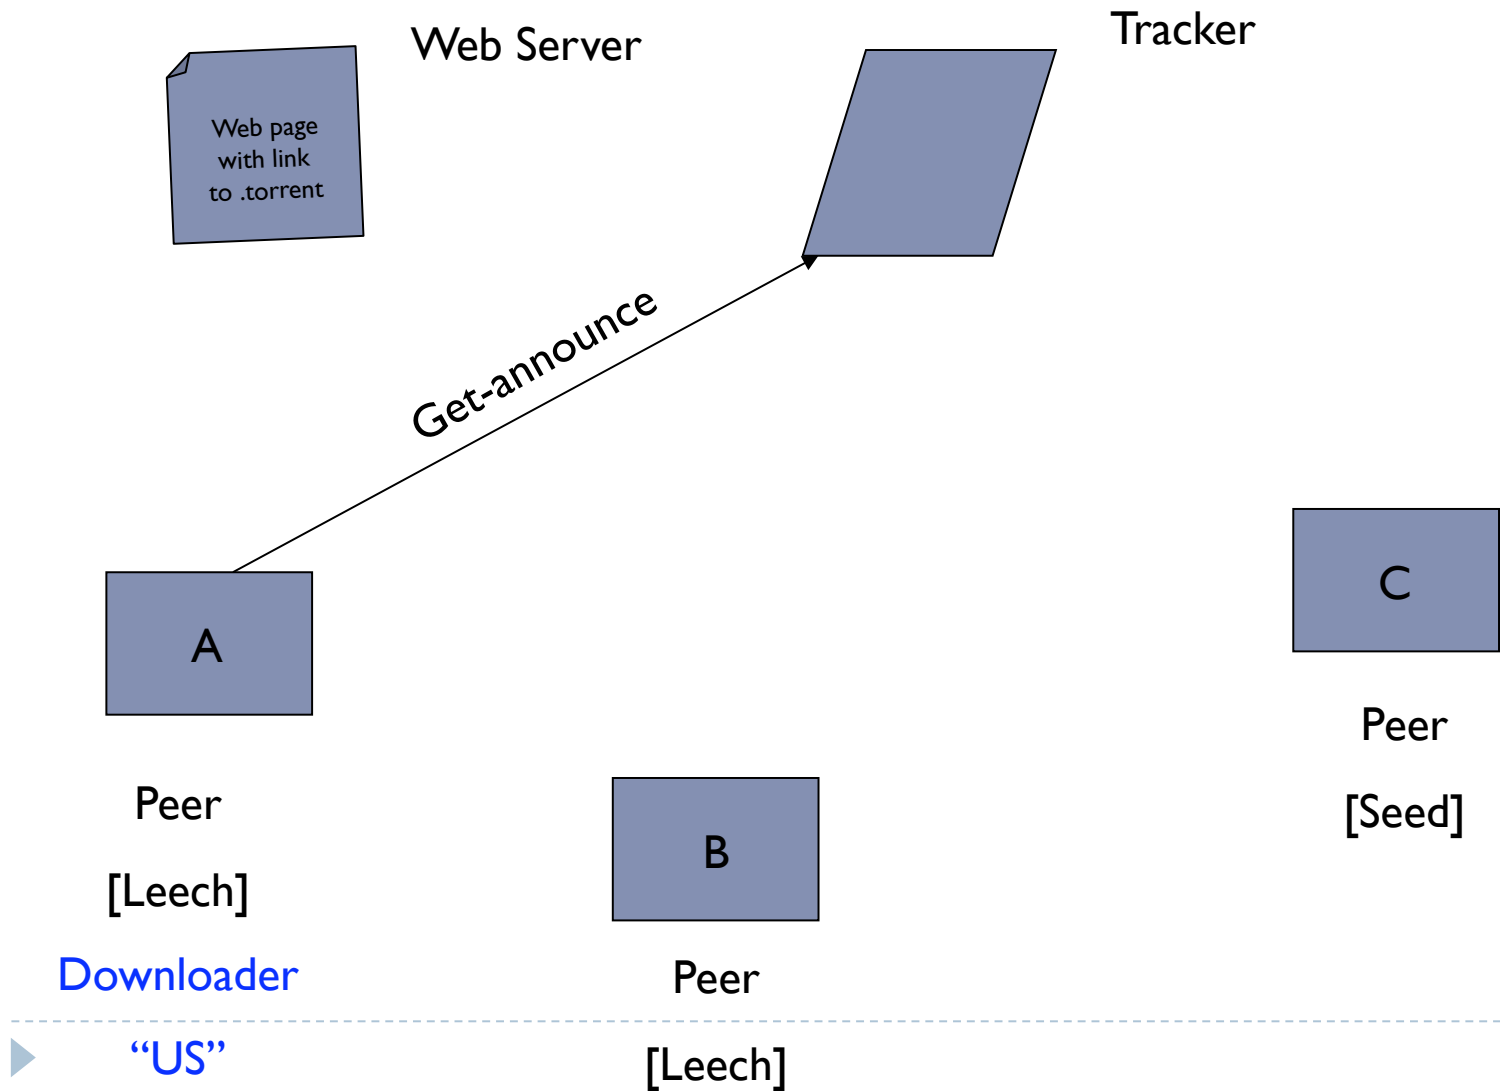 Web Server
Tracker
Web page
with link
to .torrent
Get-announce
A
Peer
[Leech]
Downloader
“US”
B
Peer
[Leech]
C
Peer
[Seed]